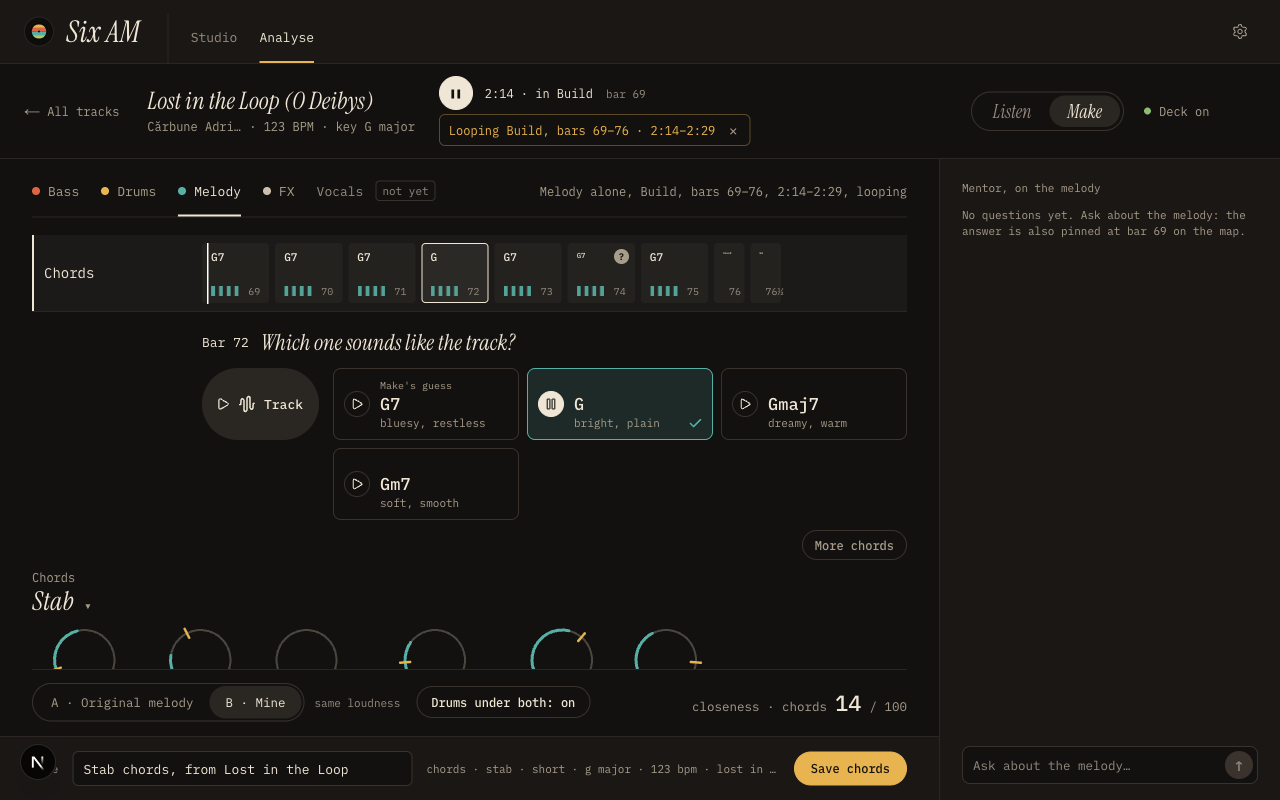 Six AM
Studio
Analyse
← All tracks
Lost in the Loop (O Deibys)
Cărbune Adri… · 123 BPM · key G major
2:14 · in Build bar 69
Looping Build, bars 69–76 · 2:14–2:29 ×
Listen
Make
Deck on
Bass
Drums
Melody
FX
Vocals
not yet
Melody alone, Build, bars 69–76, 2:14–2:29, looping
Mentor, on the melody
No questions yet. Ask about the melody: the
answer is also pinned at bar 69 on the map.
Chords
G7 G7 G7 G G7 G7 ? G7
69 70 71 72 73 74 75 76 76½
Bar 72 Which one sounds like the track?
Track
Make's guess
G7
bluesy, restless
G
bright, plain
Gmaj7
dreamy, warm
Gm7
soft, smooth
More chords
Chords
Stab ▾
A · Original melody
B · Mine
same loudness
Drums under both: on
closeness · chords 14 / 100
N
Stab chords, from Lost in the Loop
chords · stab · short · g major · 123 bpm · lost in …
Save chords
Ask about the melody…
↑